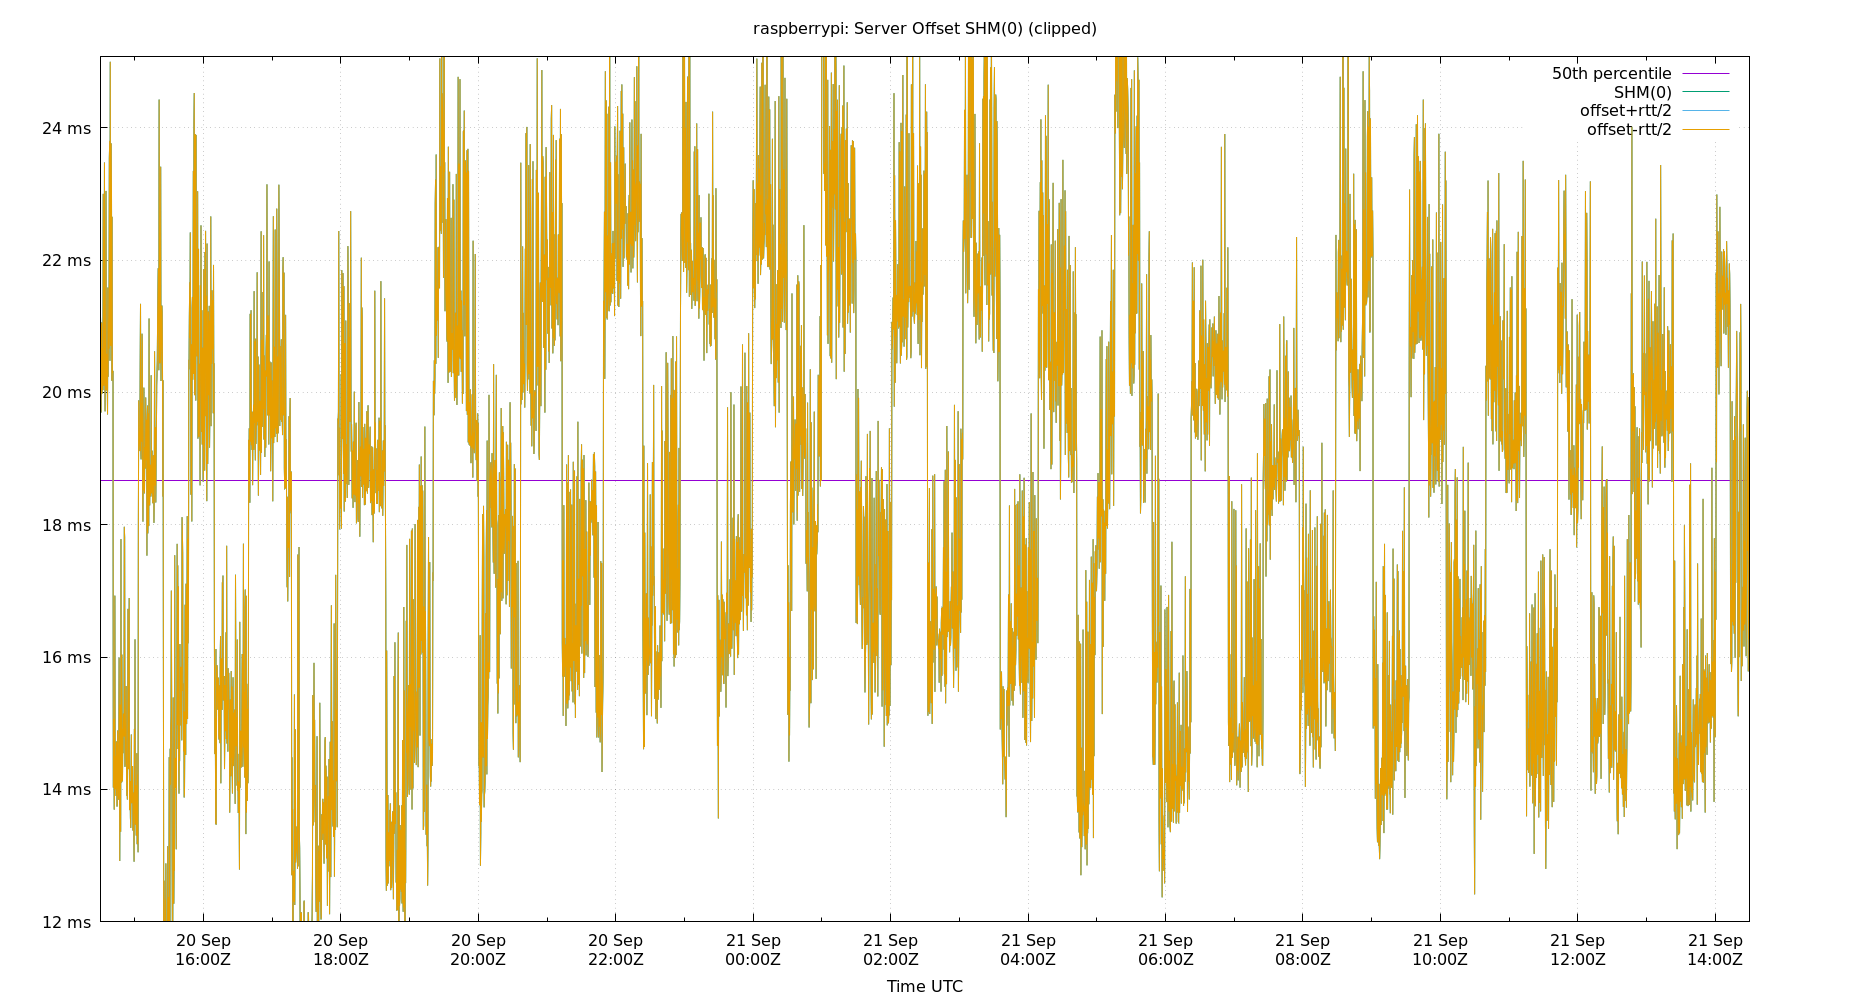 raspberrypi: Server Offset SHM(0) (clipped)
50th percentile
SHM(0)
offset+rtt/2
offset-rtt/2
24 ms
22 ms
20 ms
18 ms
16 ms
14 ms
12 ms
20 Sep
16:00Z
20 Sep
18:00Z
20 Sep
20:00Z
20 Sep
22:00Z
21 Sep
00:00Z
21 Sep
02:00Z
21 Sep
04:00Z
21 Sep
06:00Z
21 Sep
08:00Z
21 Sep
10:00Z
21 Sep
12:00Z
21 Sep
14:00Z
Time UTC